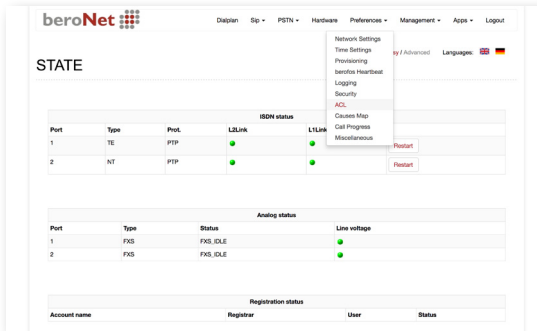 beroNet
Dialplan Sip PSTN Hardware Preferences Management Apps Logout
Network Settings
Time Settings
Provisioning
berofos Heartbeat
Logging
Security
ACL
Causes Map
Call Progress
Miscellaneous
sy / Advanced Languages:
STATE
ISDN status
Port Type Prot. L2Link L1Link
1 TE PTP Restart
2 NT PTP Restart
Analog status
Port Type Status Line voltage
1 FXS FXS_IDLE
2 FXS FXS_IDLE
Registration status
Account name Registrar User Status